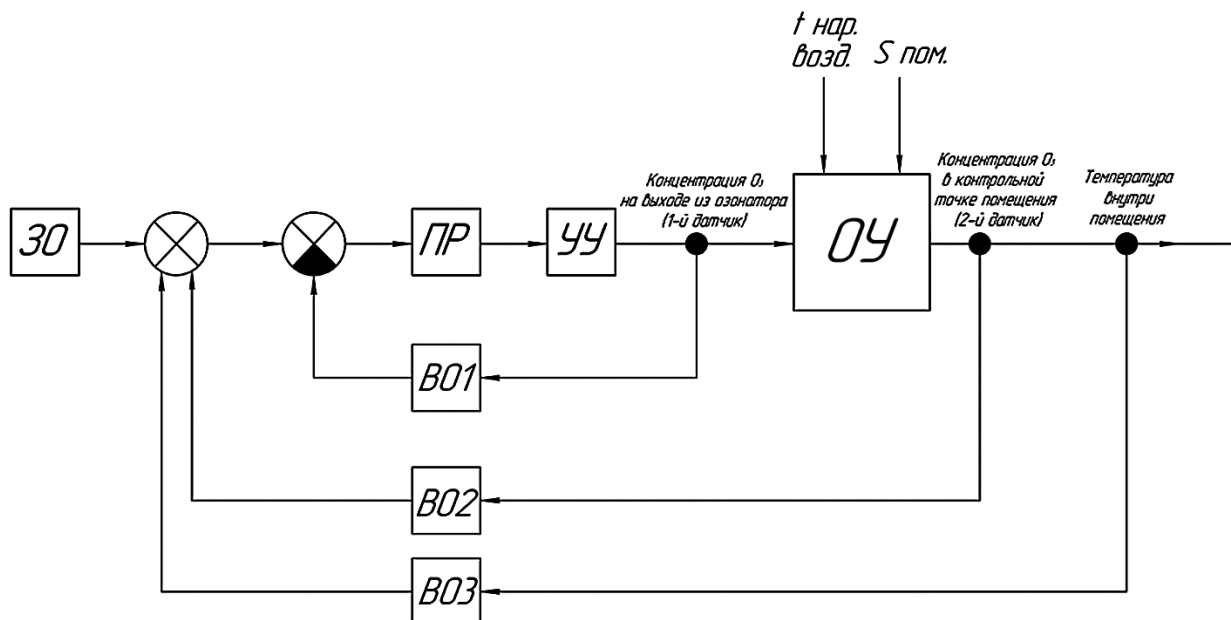 t нар.
возд.
S пом.
Концентрация O₃
на выходе из озонатора
(1-й датчик)
Концентрация O₃
в контрольной
точке помещения
(2-й датчик)
Температура
внутри
помещения
ЗО
ПР
УУ
ОУ
ВО1
ВО2
ВО3